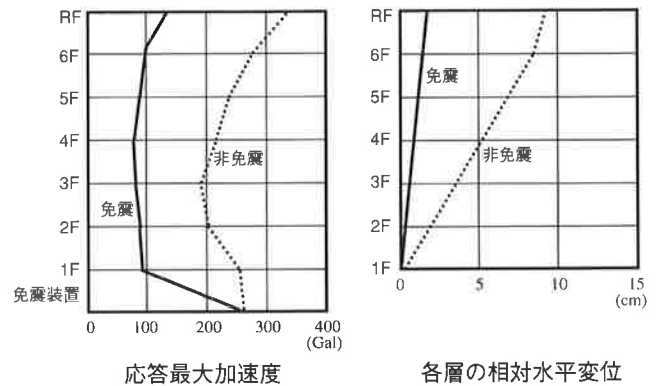 RF
6F
5F
4F
3F
2F
1F
免震装置
免震
非免震
0 100 200 300 400
(Gal)
応答最大加速度
RF
6F
5F
4F
3F
2F
1F
免震
非免震
0 5 10 15
(cm)
各層の相対水平変位